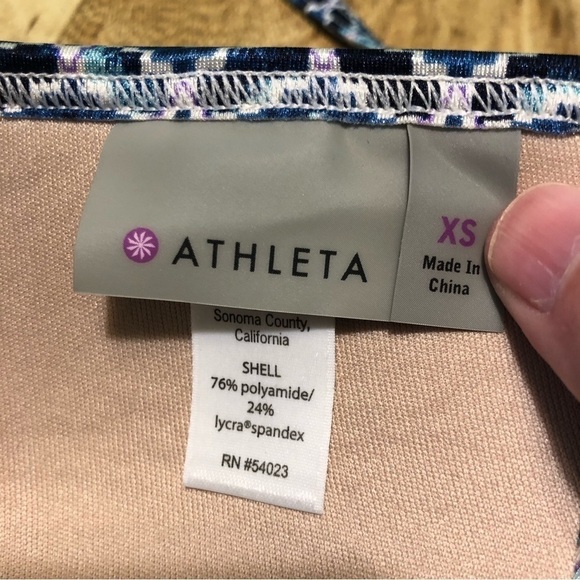 ATHLETA
XS
Made In
China
Sonoma County,
California
SHELL
76% polyamide/
24%
lycra®spandex
RN #54023